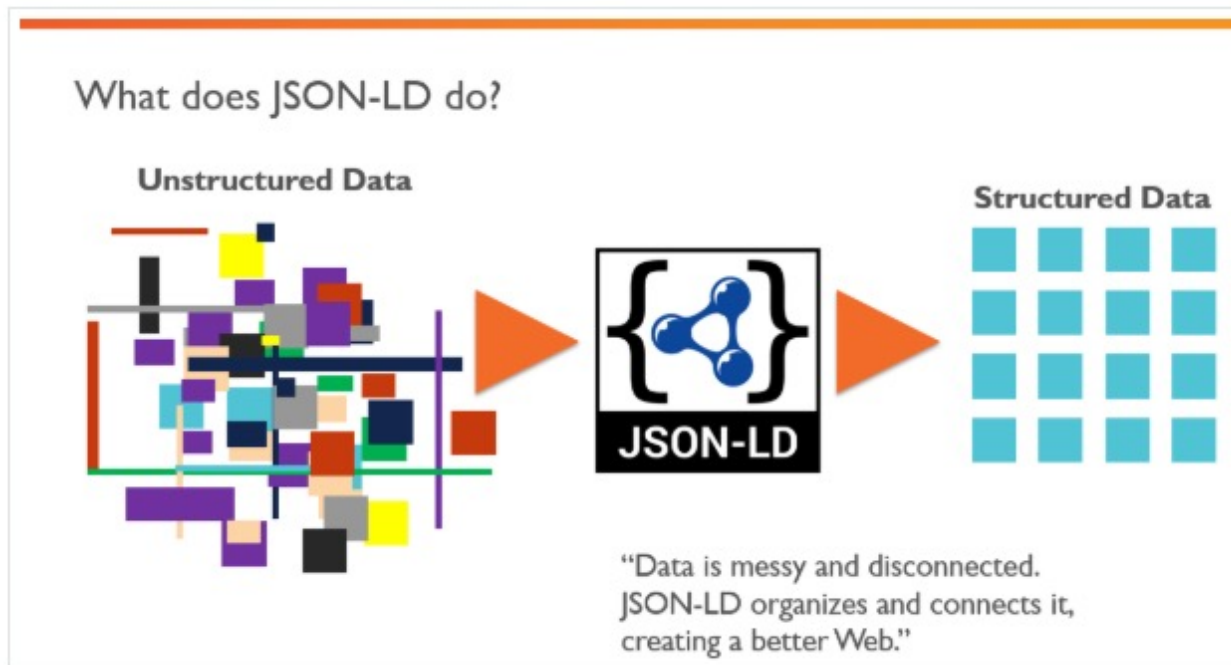 What does JSON-LD do?
Unstructured Data
Structured Data
JSON-LD
“Data is messy and disconnected.
JSON-LD organizes and connects it,
creating a better Web.”